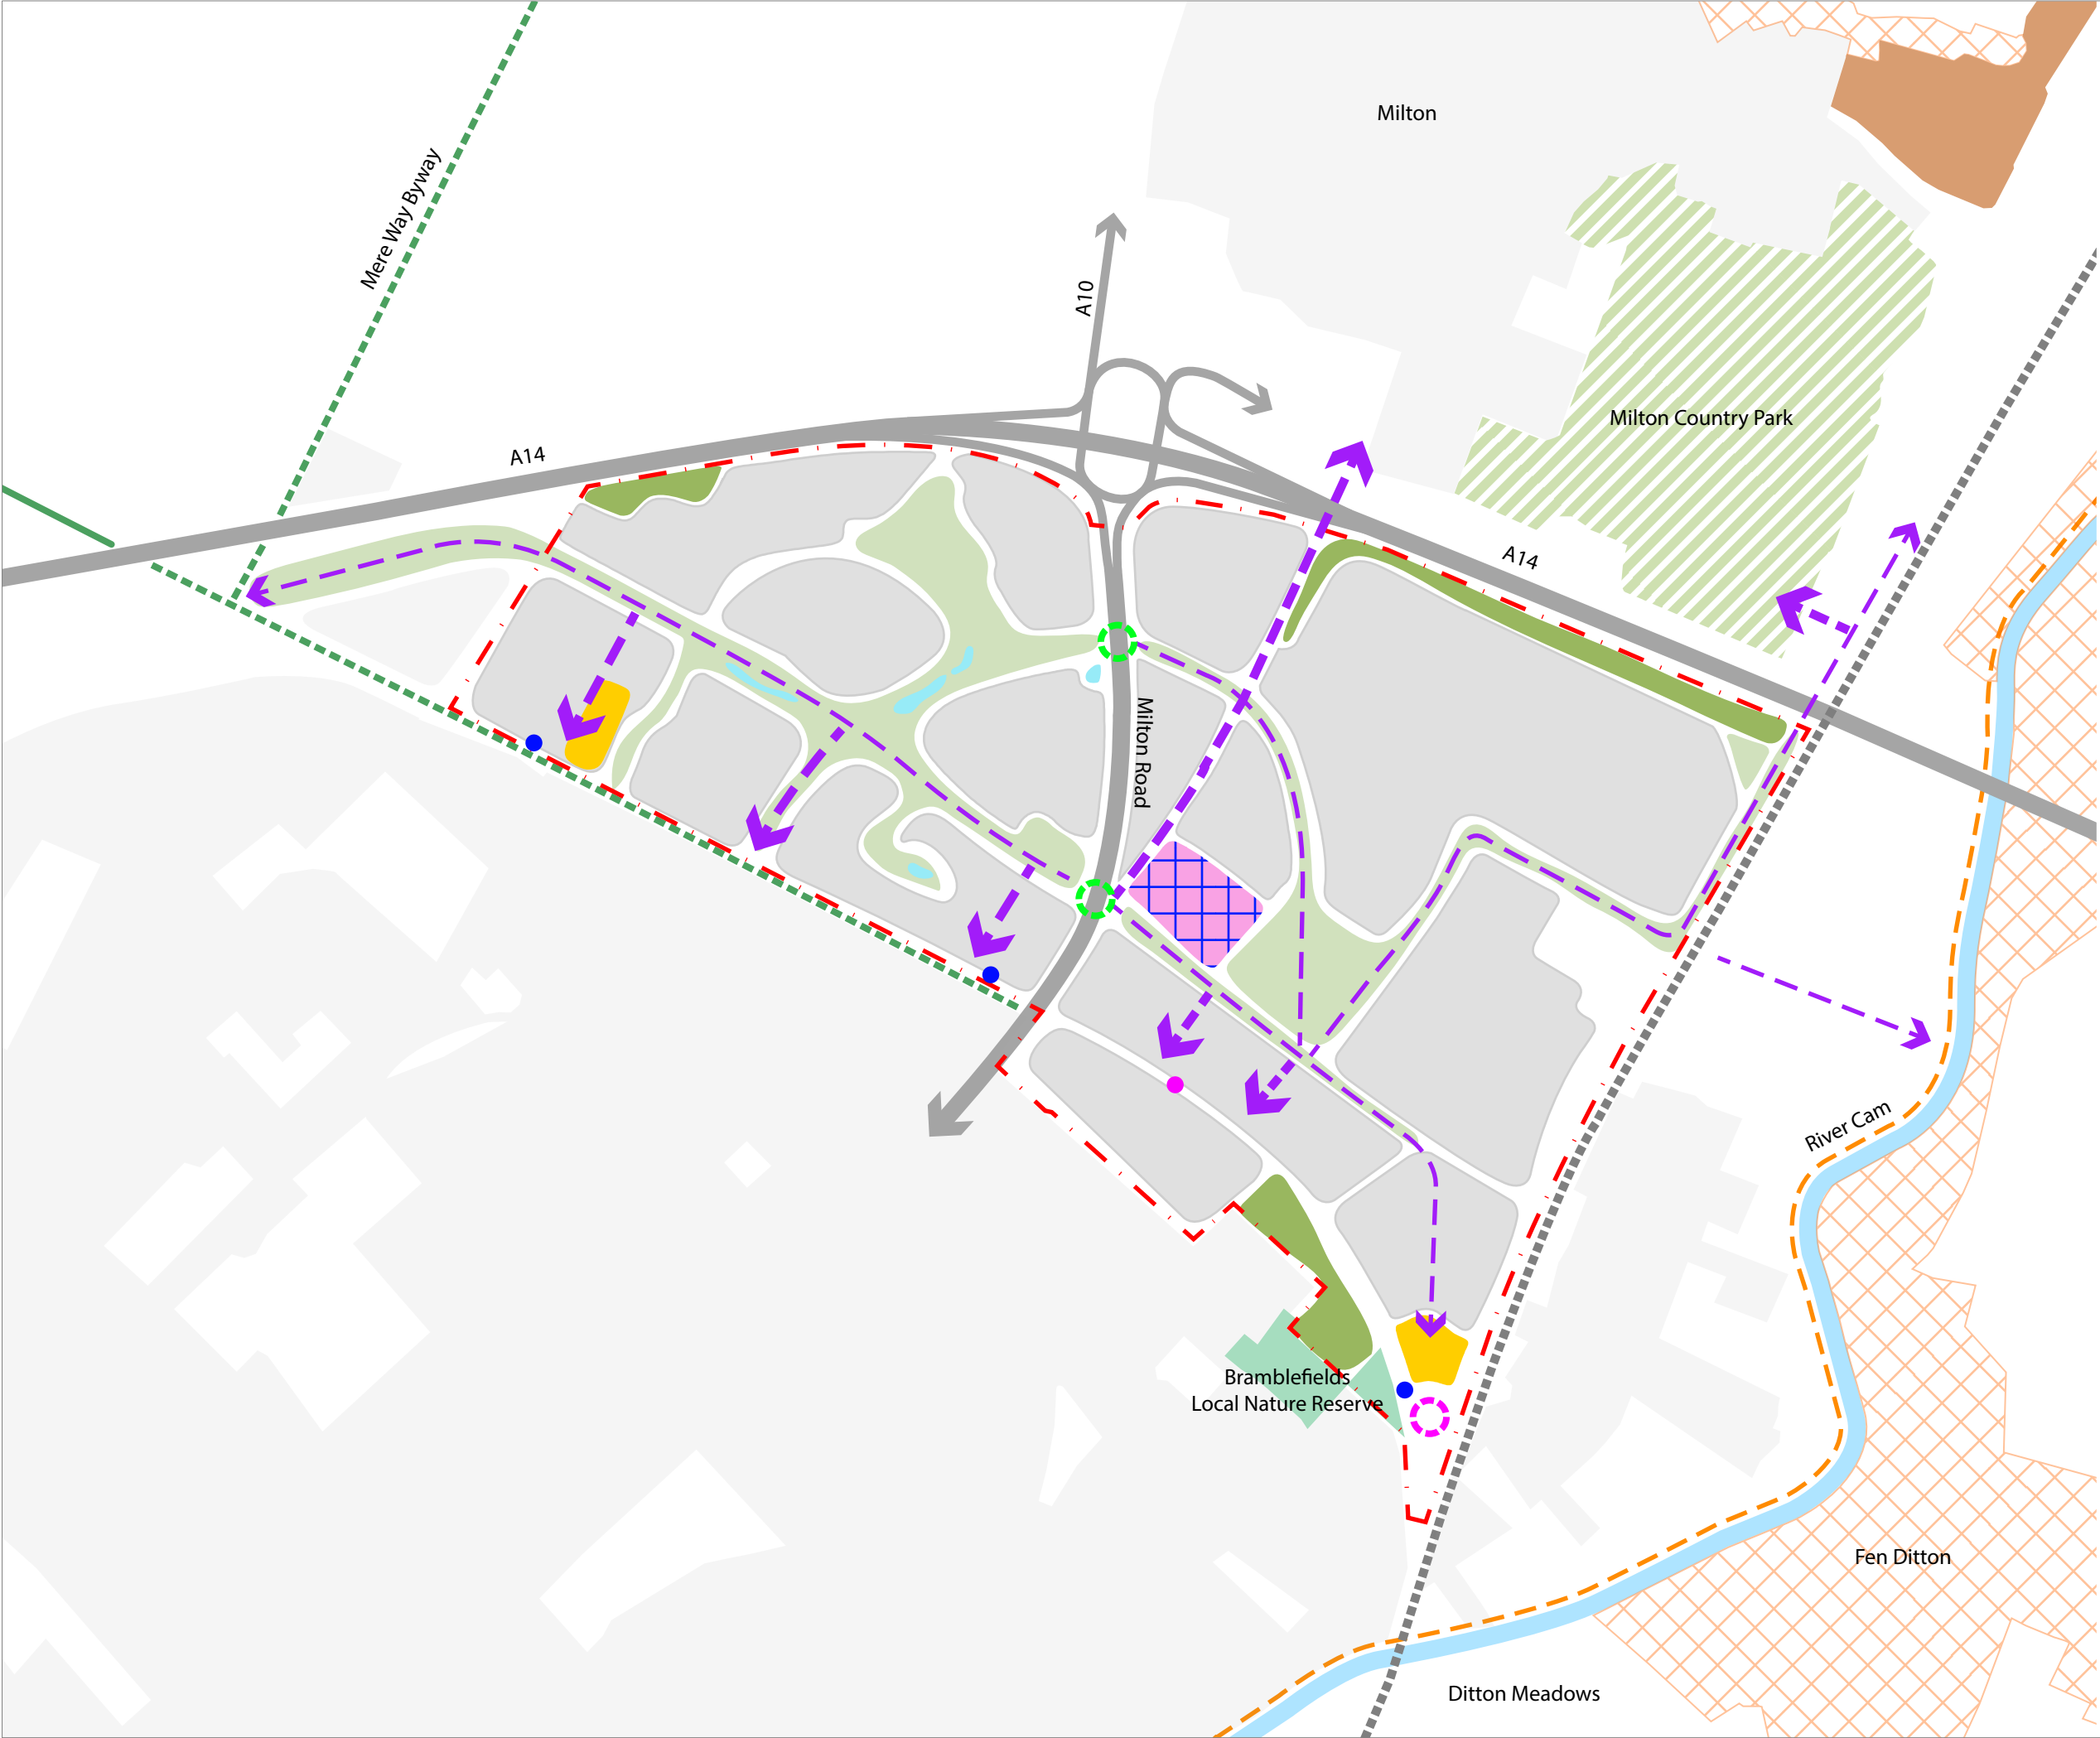 Milton
Mere Way Byway
A10
Milton Country Park
A14
A14
Milton Road
River Cam
Bramblefields
Local Nature Reserve
Fen Ditton
Ditton Meadows